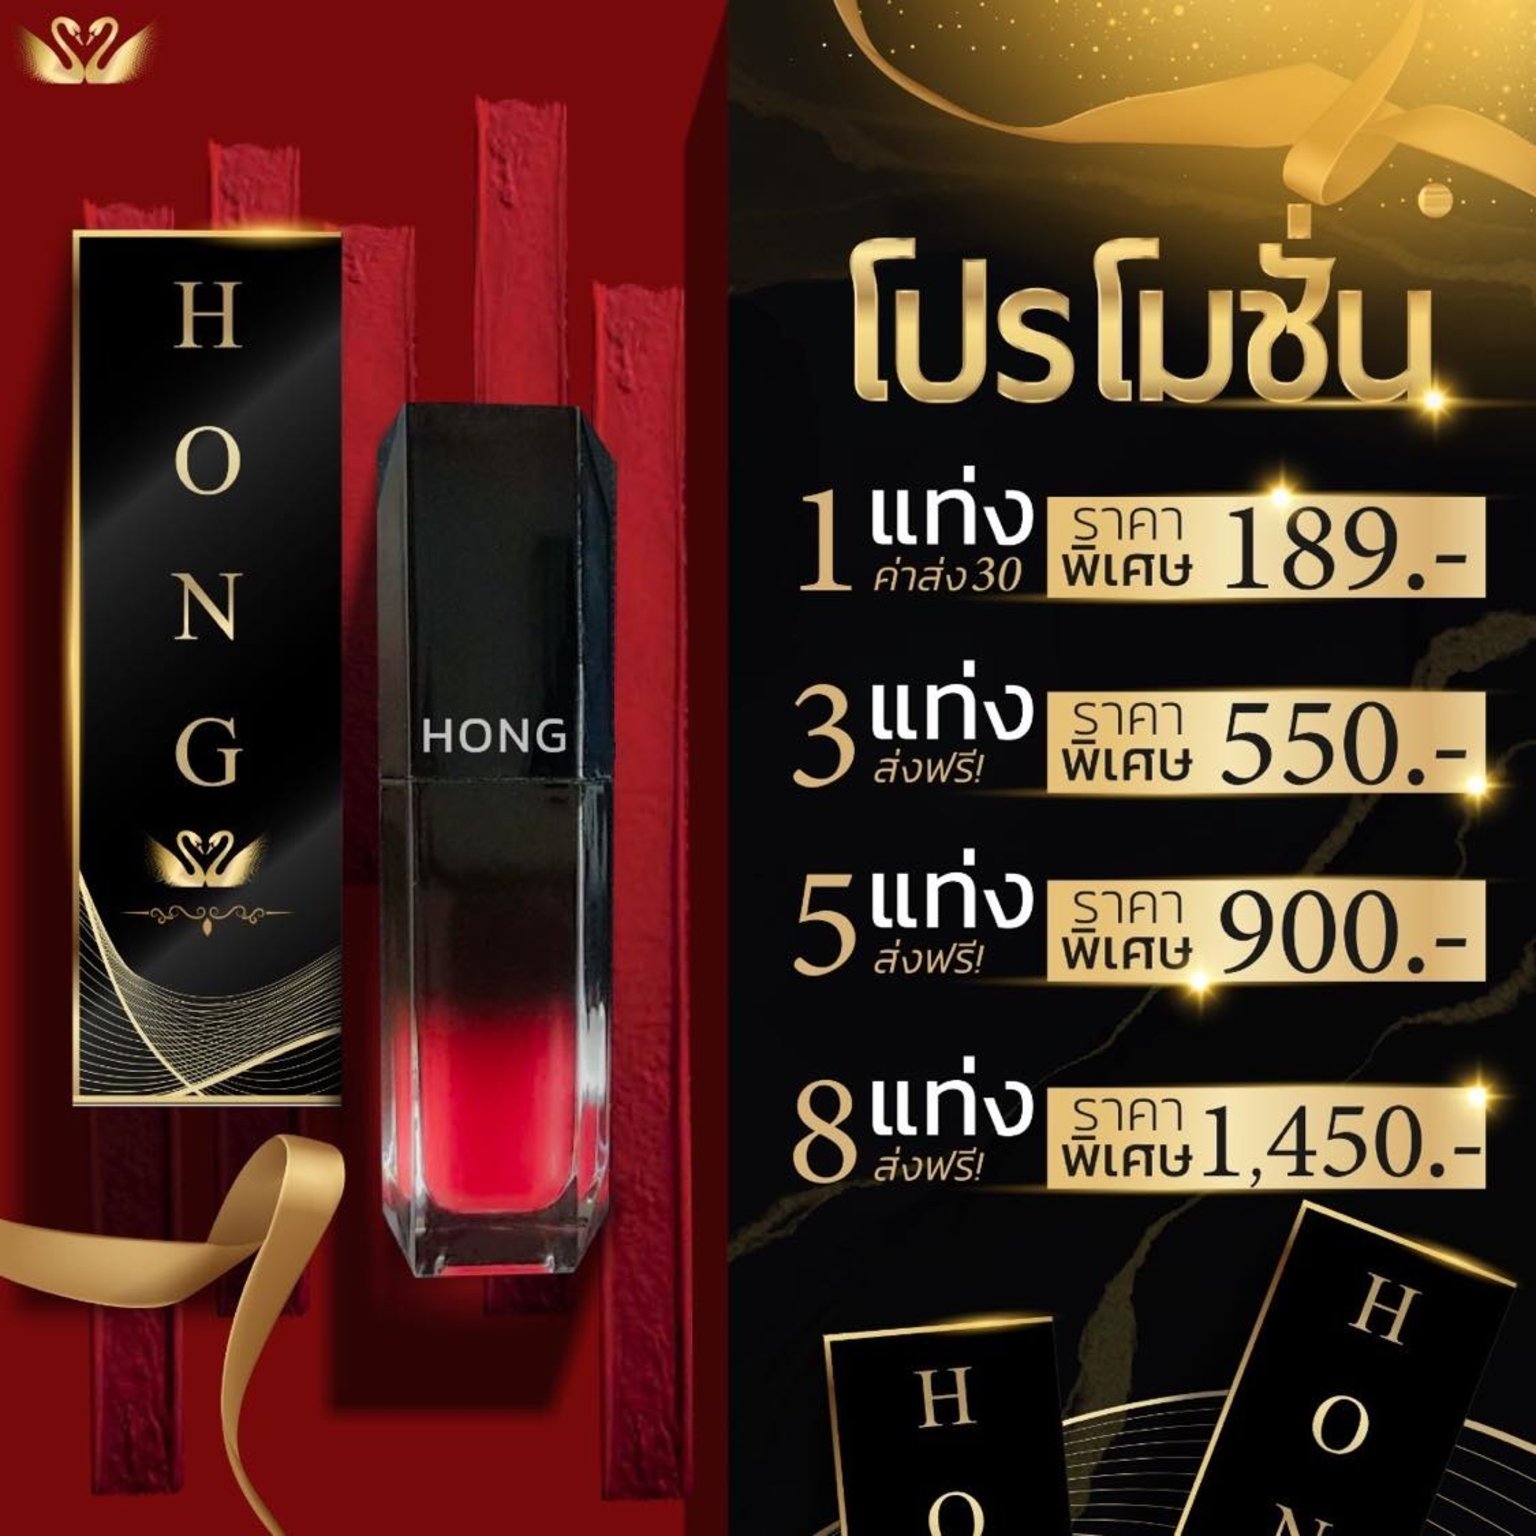 H
O
N
G
HONG
โปรโมชั่น
1 แท่ง
ค่าส่ง 30
ราคา
พิเศษ 189.-
3 แท่ง
ส่งฟรี!
ราคา
พิเศษ 550.-
5 แท่ง
ส่งฟรี!
ราคา
พิเศษ 900.-
8 แท่ง
ส่งฟรี!
ราคา
พิเศษ 1,450.-
H
O
H
O
N